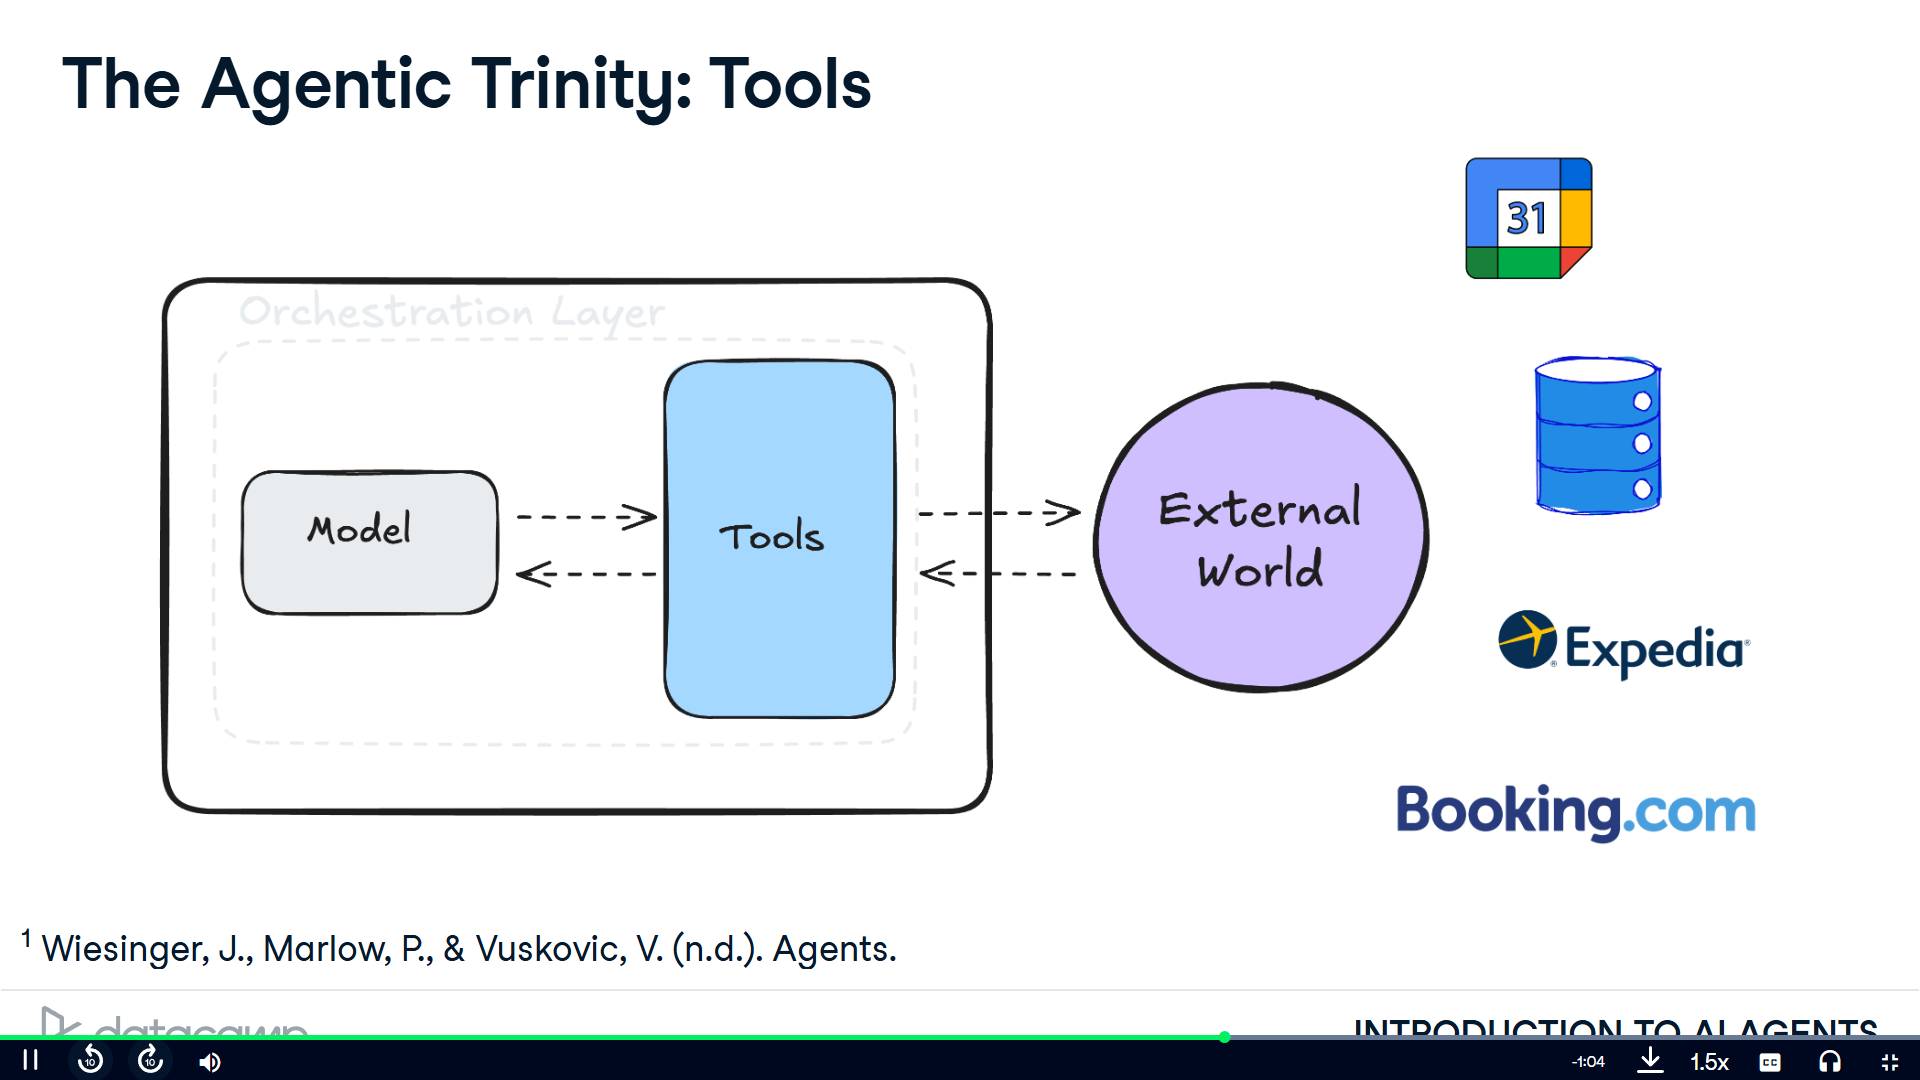 The Agentic Trinity: Tools
31
Orchestration Layer
Model
Tools
External
World
Expedia®
Booking.com
1 Wiesinger, J., Marlow, P., & Vuskovic, V. (n.d.). Agents.
datacamp
INTRODUCTION TO AI AGENTS
10
10
-1:04
1.5x
CC